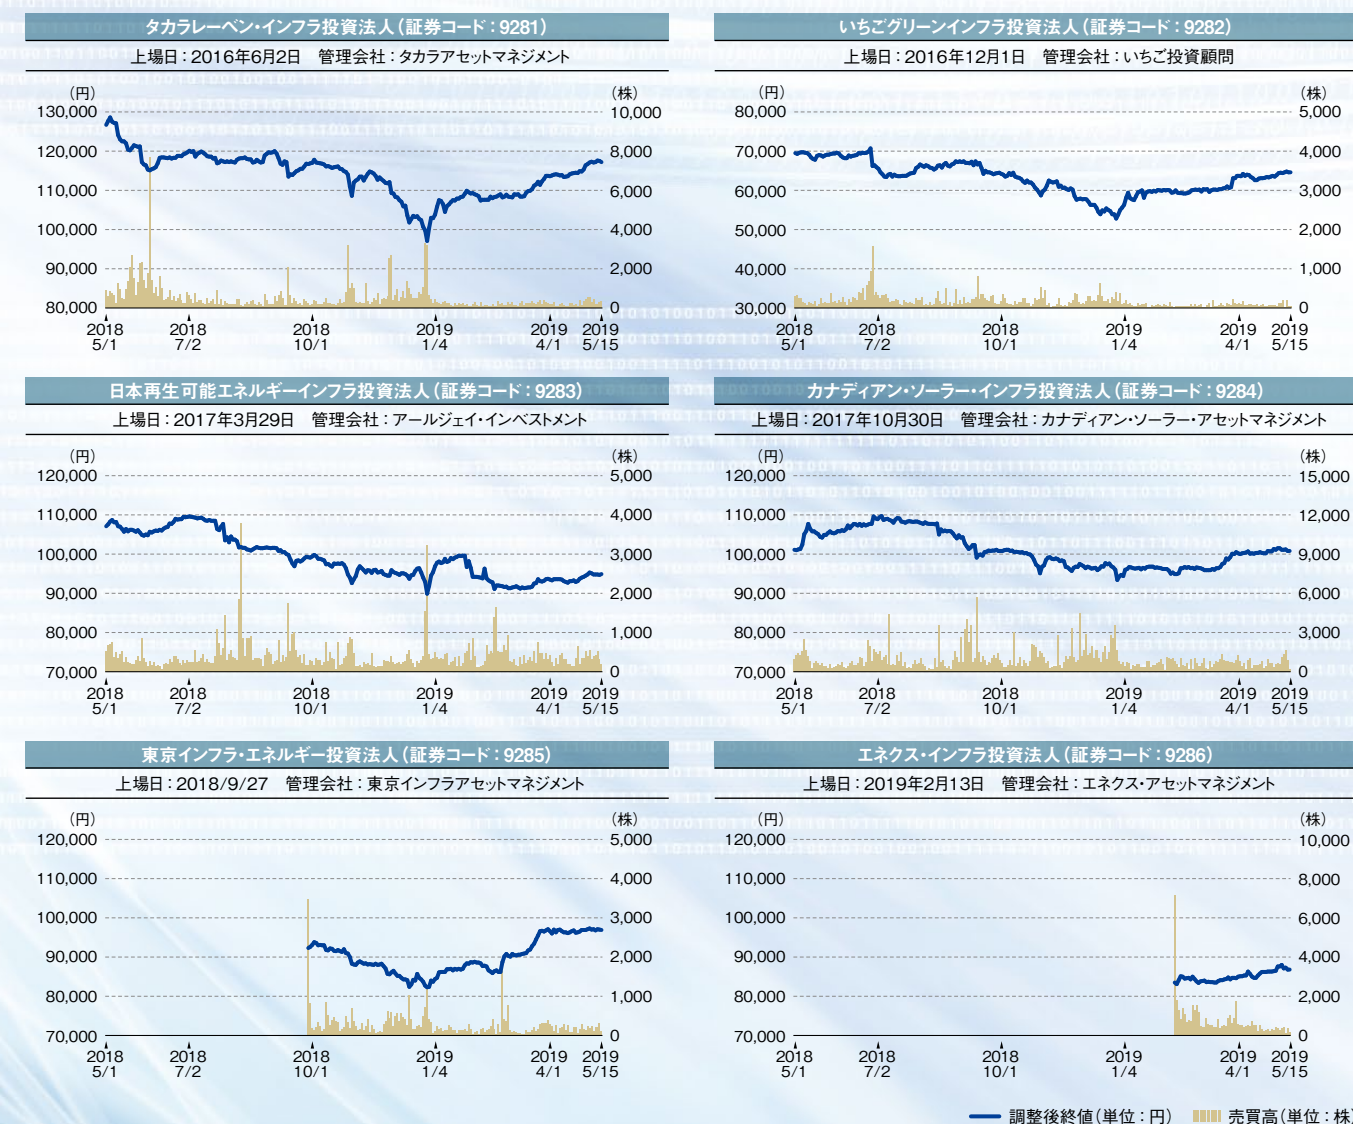 タカラレーベン・インフラ投資法人（証券コード：9281）
上場日：2016年6月2日　管理会社：タカラアセットマネジメント
（円）　（株）
130,000　10,000
120,000　8,000
110,000　6,000
100,000　4,000
90,000　2,000
80,000　0
2018　2018　2018　2019　2019　2019
5/1　7/2　10/1　1/4　4/1　5/15
いちごグリーンインフラ投資法人（証券コード：9282）
上場日：2016年12月1日　管理会社：いちご投資顧問
（円）　（株）
80,000　5,000
70,000　4,000
60,000　3,000
50,000　2,000
40,000　1,000
30,000　0
2018　2018　2018　2019　2019　2019
5/1　7/2　10/1　1/4　4/1　5/15
日本再生可能エネルギーインフラ投資法人（証券コード：9283）
上場日：2017年3月29日　管理会社：アールジェイ・インベストメント
（円）　（株）
120,000　5,000
110,000　4,000
100,000　3,000
90,000　2,000
80,000　1,000
70,000　0
2018　2018　2018　2019　2019　2019
5/1　7/2　10/1　1/4　4/1　5/15
カナディアン・ソーラー・インフラ投資法人（証券コード：9284）
上場日：2017年10月30日　管理会社：カナディアン・ソーラー・アセットマネジメント
（円）　（株）
120,000　15,000
110,000　12,000
100,000　9,000
90,000　6,000
80,000　3,000
70,000　0
2018　2018　2018　2019　2019　2019
5/1　7/2　10/1　1/4　4/1　5/15
東京インフラ・エネルギー投資法人（証券コード：9285）
上場日：2018/9/27　管理会社：東京インフラアセットマネジメント
（円）　（株）
120,000　5,000
110,000　4,000
100,000　3,000
90,000　2,000
80,000　1,000
70,000　0
2018　2018　2018　2019　2019　2019
5/1　7/2　10/1　1/4　4/1　5/15
エネクス・インフラ投資法人（証券コード：9286）
上場日：2019年2月13日　管理会社：エネクス・アセットマネジメント
（円）　（株）
120,000　10,000
110,000　8,000
100,000　6,000
90,000　4,000
80,000　2,000
70,000　0
2018　2018　2018　2019　2019　2019
5/1　7/2　10/1　1/4　4/1　5/15
調整後終値（単位：円）　売買高（単位：株）